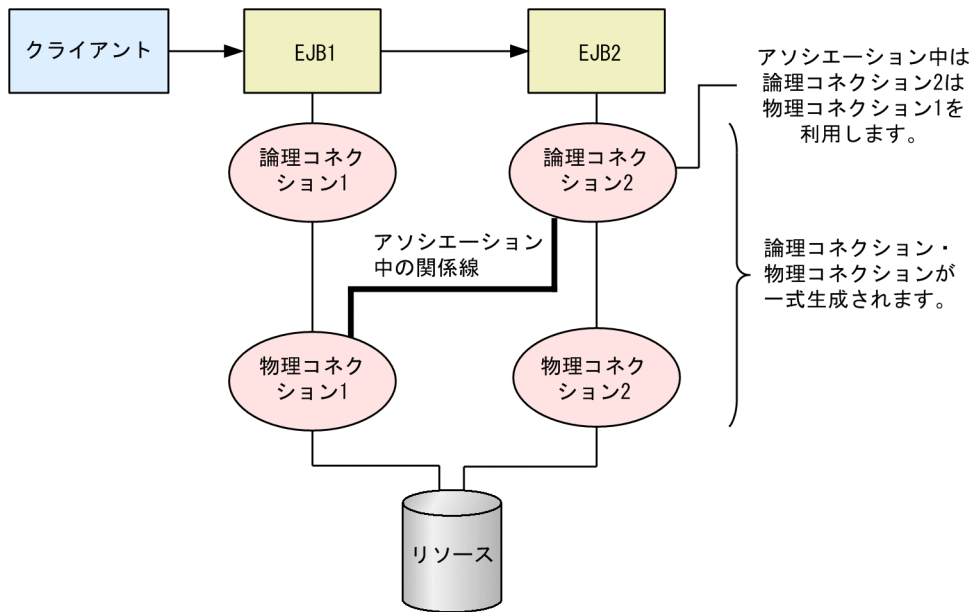 クライアント
EJB1
EJB2
アソシエーション中は
論理コネクション2は
物理コネクション1を
利用します。
論理コネク
ション1
論理コネク
ション2
アソシエーション
中の関係線
論理コネクション・
物理コネクションが
一式生成されます。
物理コネク
ション1
物理コネク
ション2
リソース